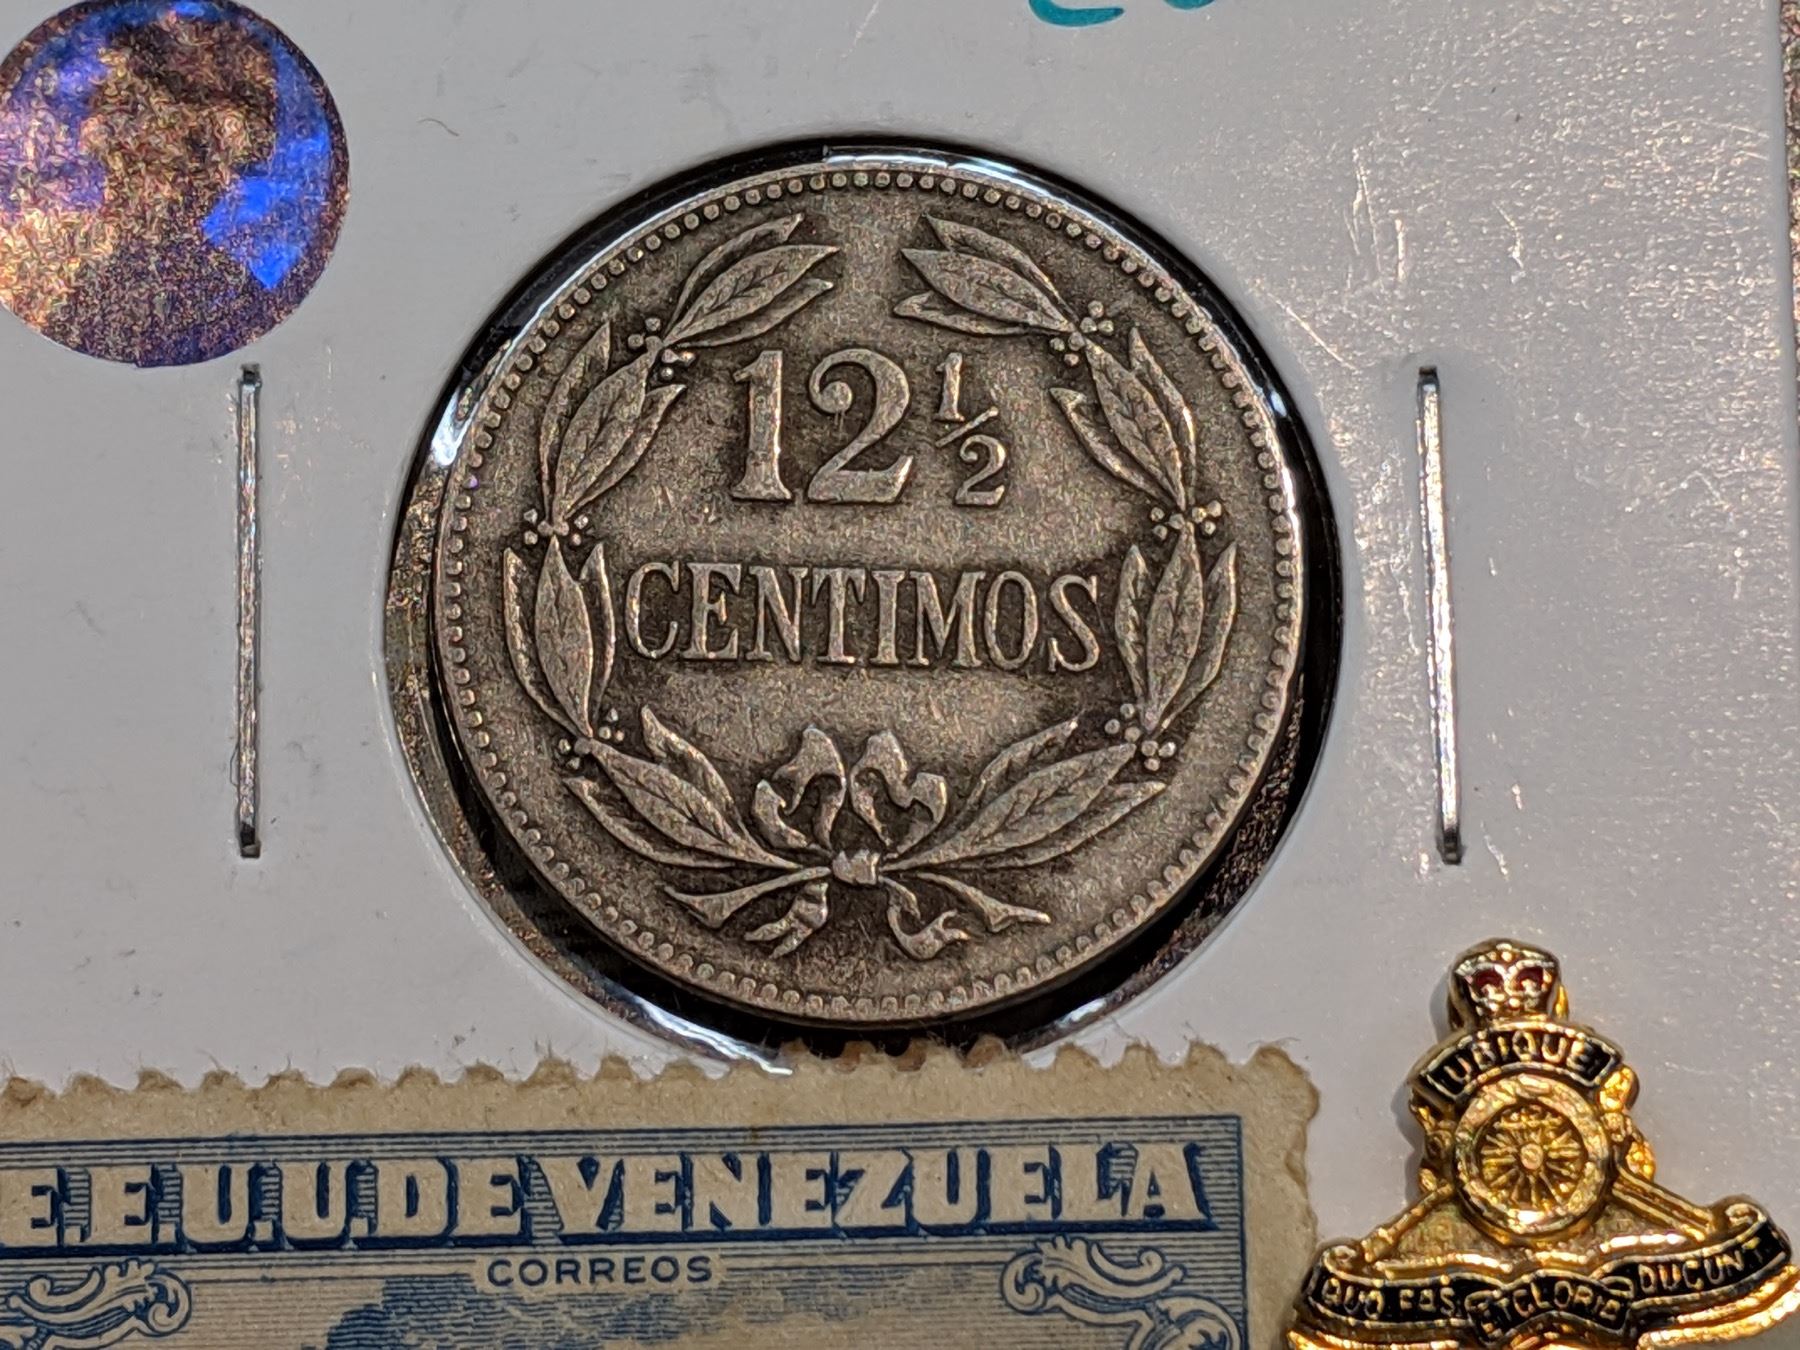 12 1/2
CENTIMOS
E.E.U.U.DE VENEZUELA
CORREOS
UBIQUE
QUO FAS ET GLORIA DUCUNT